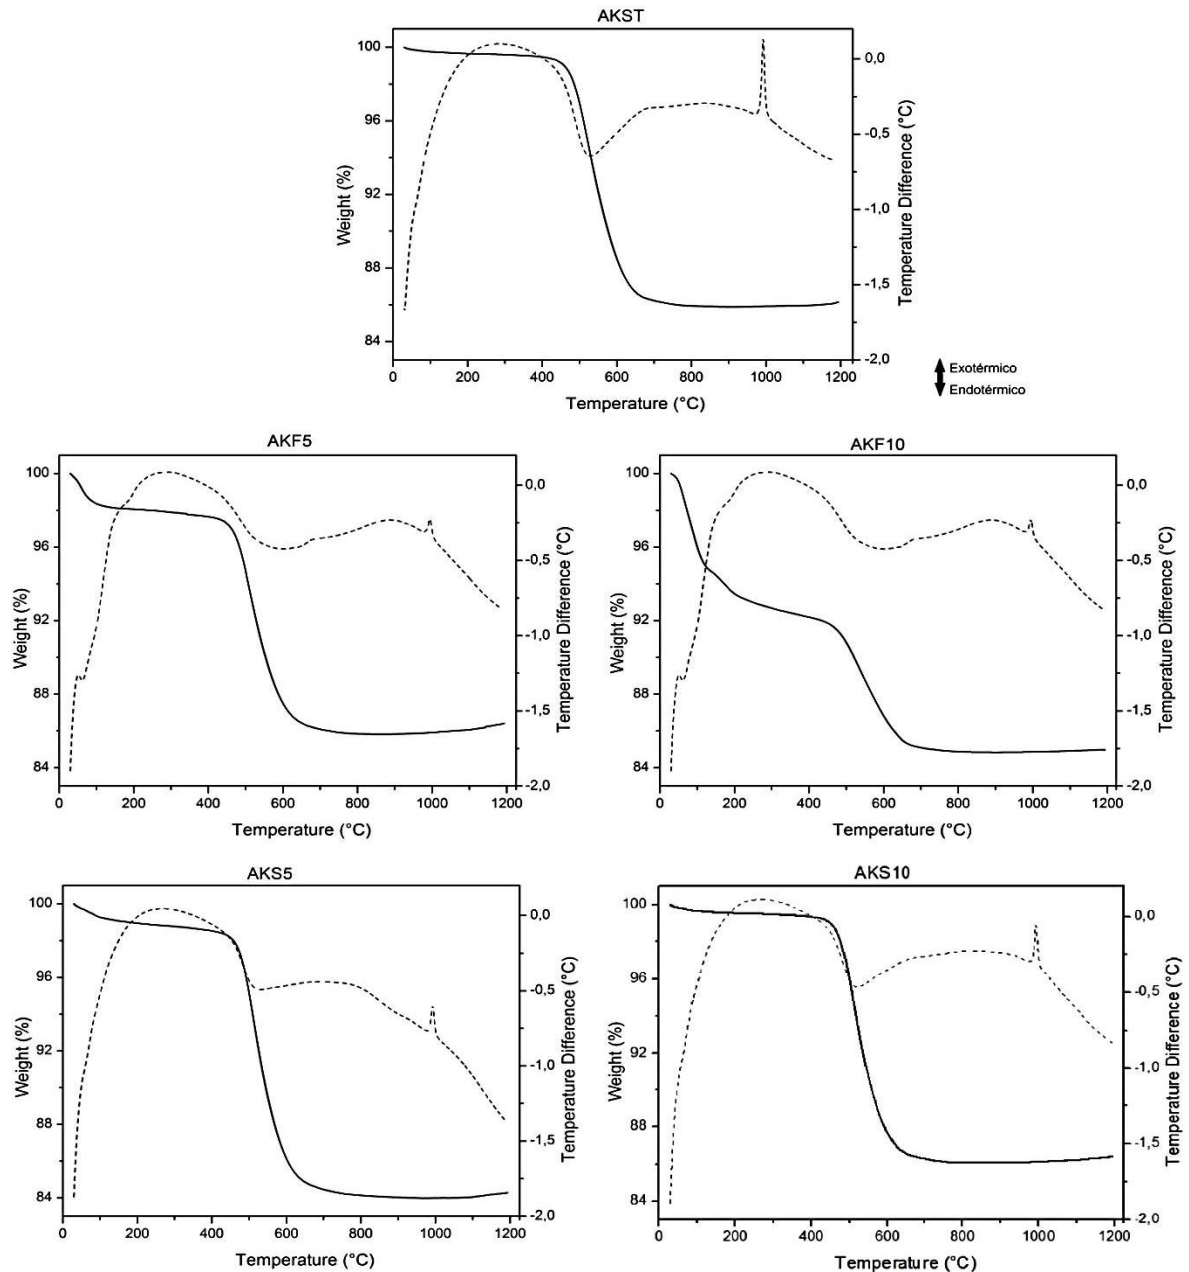 AKST
100
96
92
88
84
Weight (%)
0,0
-0,5
-1,0
-1,5
-2,0
Temperature Difference (°C)
0 200 400 600 800 1000 1200
Temperature (°C)
Exotérmico
Endotérmico
AKF5
100
96
92
88
84
Weight (%)
0,0
-0,5
-1,0
-1,5
-2,0
Temperature Difference (°C)
0 200 400 600 800 1000 1200
Temperature (°C)
AKF10
100
96
92
88
84
Weight (%)
0,0
-0,5
-1,0
-1,5
-2,0
Temperature Difference (°C)
0 200 400 600 800 1000 1200
Temperature (°C)
AKS5
100
96
92
88
84
Weight (%)
0,0
-0,5
-1,0
-1,5
-2,0
Temperature Difference (°C)
0 200 400 600 800 1000 1200
Temperature (°C)
AKS10
100
96
92
88
84
Weight (%)
0,0
-0,5
-1,0
-1,5
-2,0
Temperature Difference (°C)
0 200 400 600 800 1000 1200
Temperature (°C)